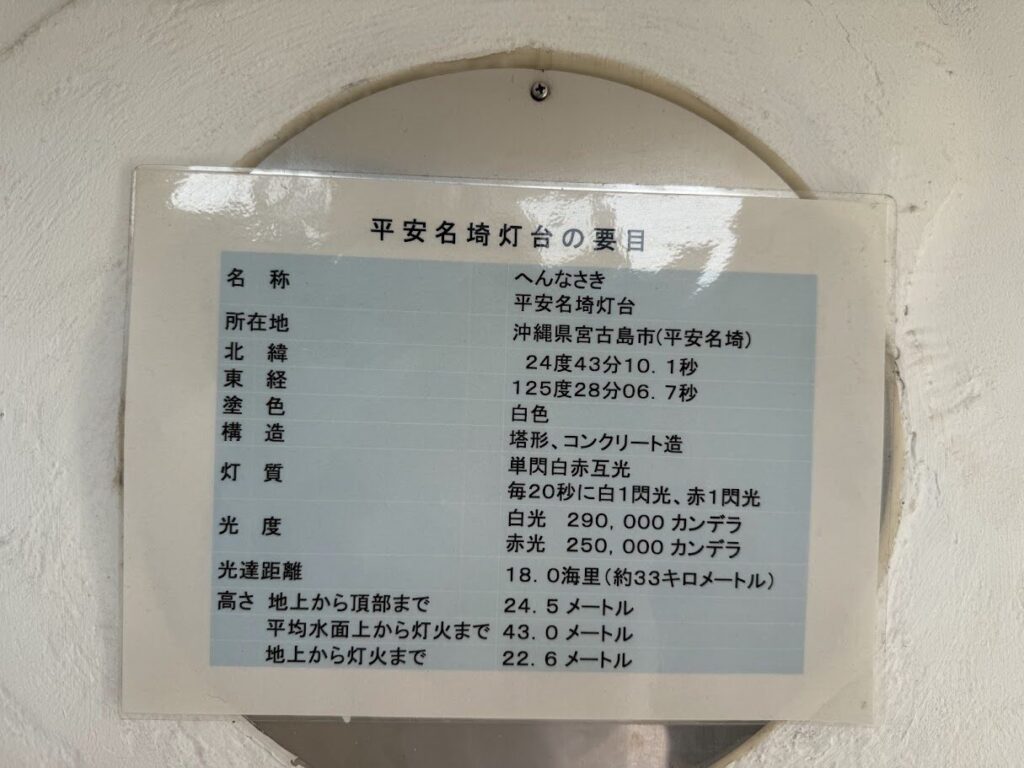 平安名埼灯台の要目
名称 へんなさき
平安名埼灯台
所在地 沖縄県宮古島市(平安名埼)
北緯 24度43分10.1秒
東経 125度28分06.7秒
塗色 白色
構造 塔形、コンクリート造
灯質 単閃白赤互光
毎20秒に白1閃光、赤1閃光
光度 白光 290,000カンデラ
赤光 250,000カンデラ
光達距離 18.0海里(約33キロメートル)
高さ 地上から頂部まで 24.5メートル
平均水面上から灯火まで 43.0メートル
地上から灯火まで 22.6メートル